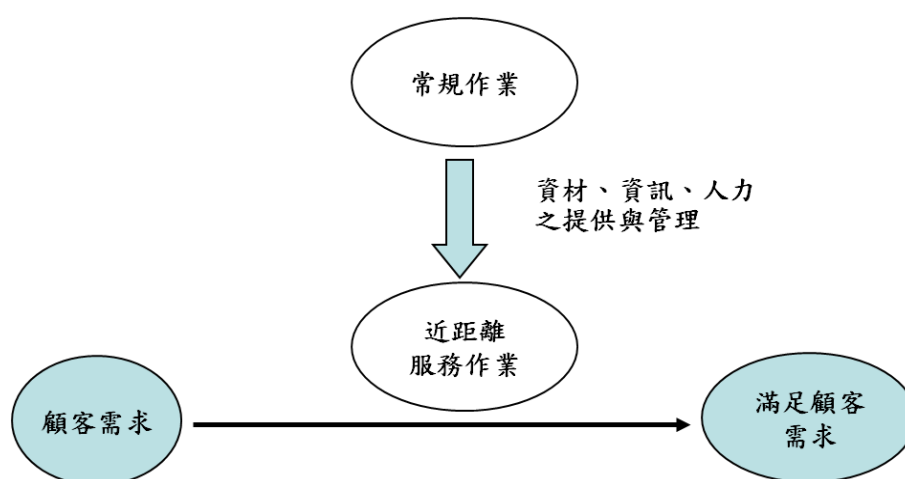 常規作業
資材、資訊、人力
之提供與管理
近距離
服務作業
顧客需求
滿足顧客
需求